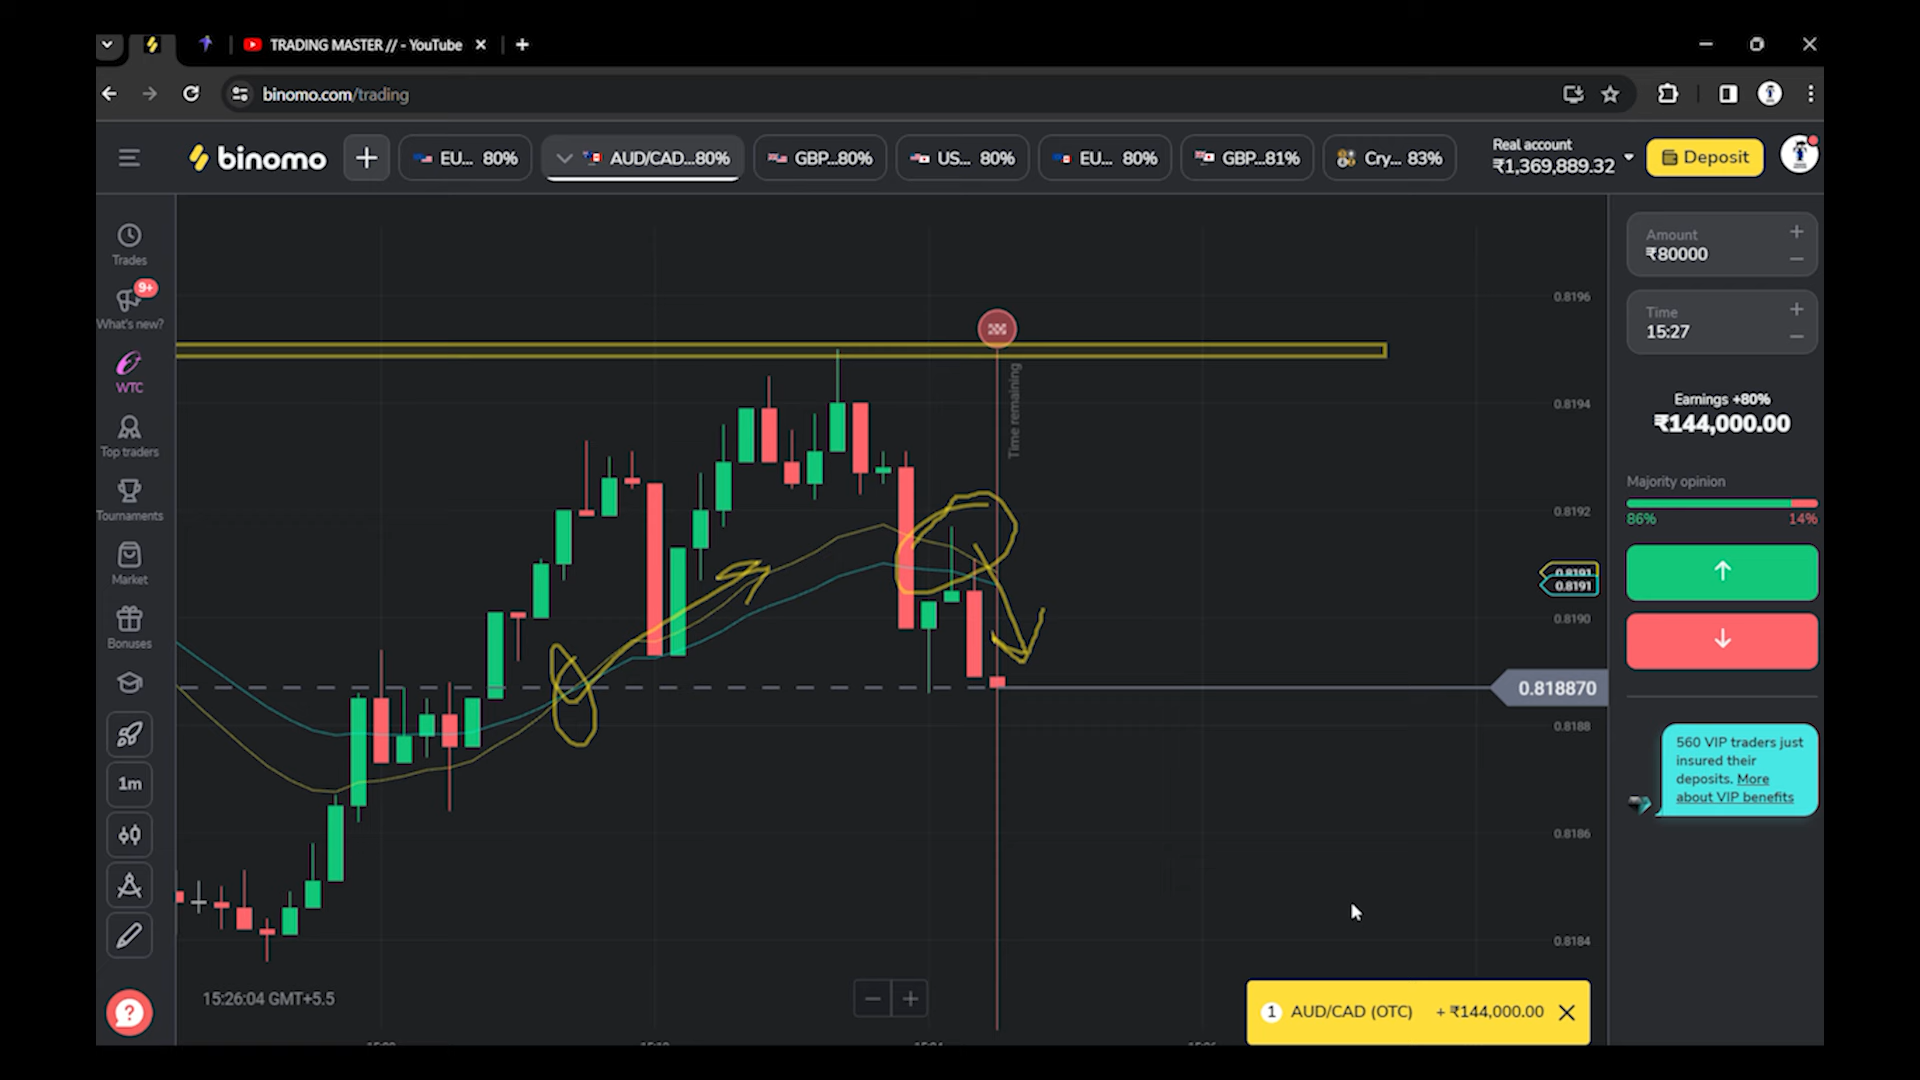 TRADING MASTER // - YouTube
binomo.com/trading
binomo
EU... 80%
AUD/CAD...80%
GBP...80%
US... 80%
EU... 80%
GBP...81%
Cry... 83%
Real account
₹1,369,889.32
Deposit
Trades
9+
What's new?
WTC
Top traders
Tournaments
Market
Bonuses
1m
15:26:04 GMT+5.5
Time remaining
0.8196
0.8194
0.8192
0.8191
0.8191
0.8190
0.818870
0.8188
0.8186
0.8184
Amount
₹80000
Time
15:27
Earnings +80%
₹144,000.00
Majority opinion
86% 14%
560 VIP traders just
insured their
deposits. More
about VIP benefits
1 AUD/CAD (OTC) + ₹144,000.00